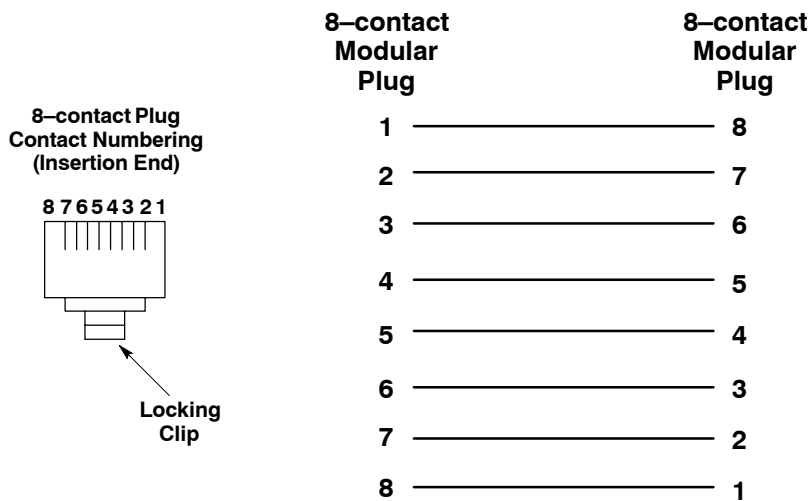 8–contact Plug
Contact Numbering
(Insertion End)
8 7 6 5 4 3 2 1
Locking
Clip
8–contact
Modular
Plug
8–contact
Modular
Plug
1 8
2 7
3 6
4 5
5 4
6 3
7 2
8 1